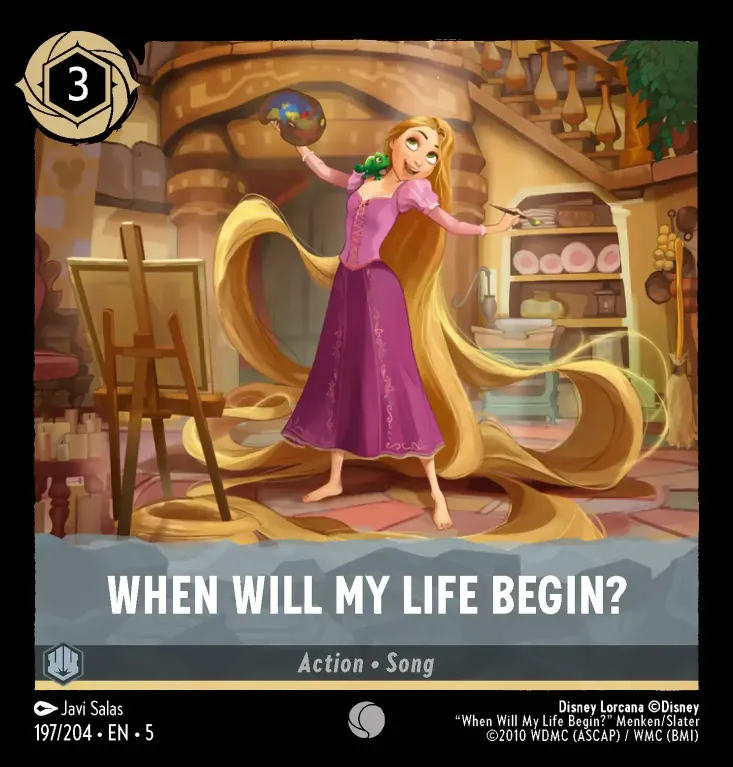 3
WHEN WILL MY LIFE BEGIN?
Action • Song
Javi Salas
197/204 • EN • 5
Disney Lorcana ©Disney
“When Will My Life Begin?” Menken/Slater
©2010 WDMC (ASCAP) / WMC (BMI)